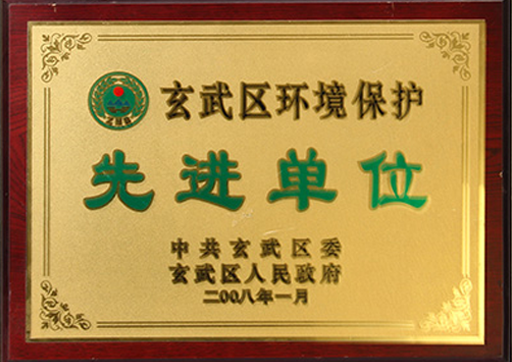 玄武区环境保护
先进单位
中共玄武区委
玄武区人民政府
二00八年一月